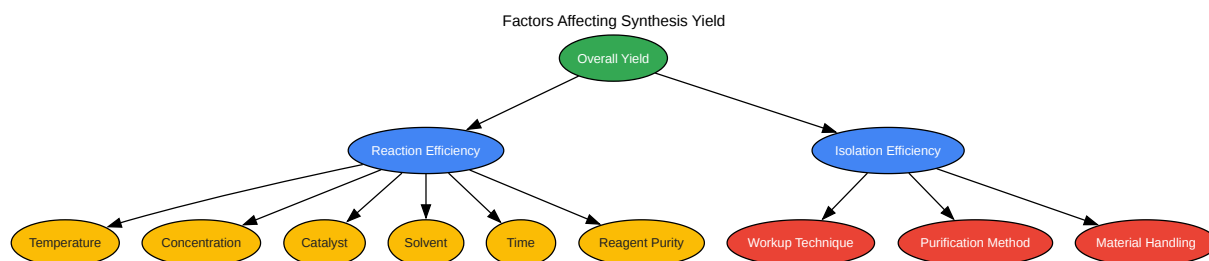 Factors Affecting Synthesis Yield
Overall Yield
Reaction Efficiency
Isolation Efficiency
Temperature
Concentration
Catalyst
Solvent
Time
Reagent Purity
Workup Technique
Purification Method
Material Handling